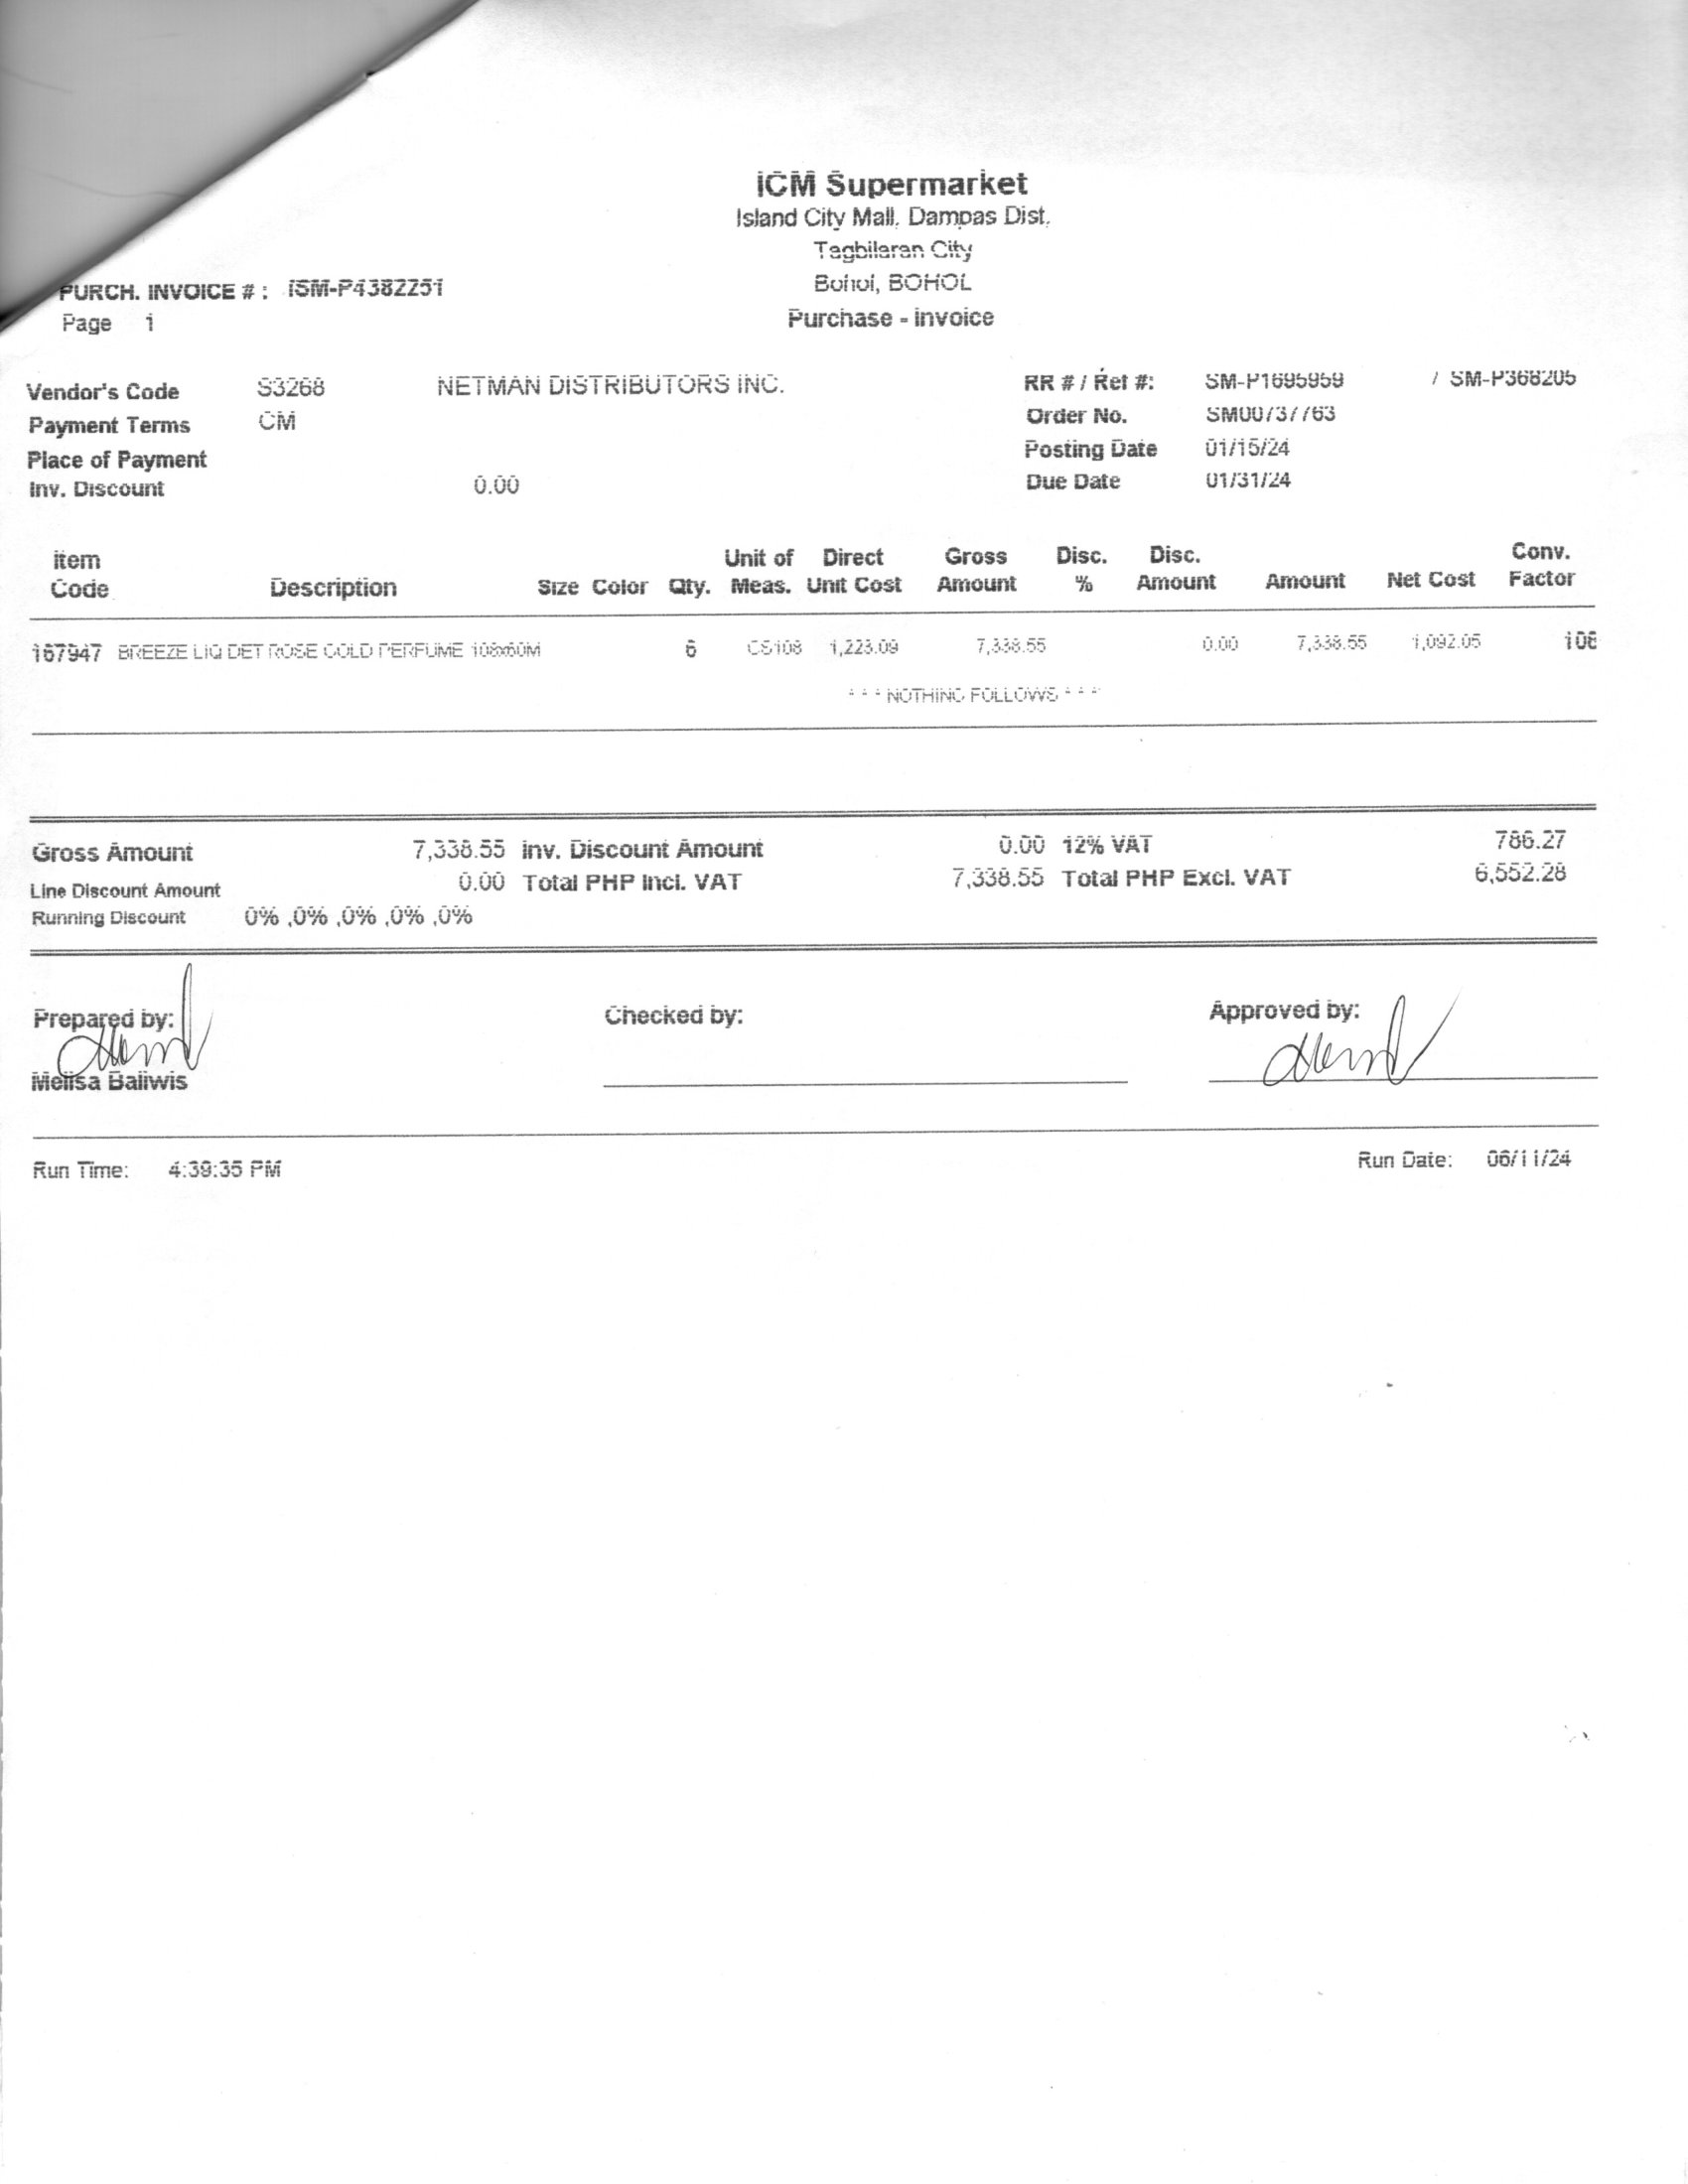 ICM Supermarket
Island City Mall, Dampas Dist.
Tagbilaran City
Bohol, BOHOL
Purchase - Invoice
PURCH. INVOICE # : ISM-P4382251
Page 1
Vendor's Code S3268 NETMAN DISTRIBUTORS INC. RR # / Ret #: SM-P1695959 / SM-P368205
Payment Terms CM Order No. SM00737763
Place of Payment Posting Date 01/15/24
Inv. Discount 0.00 Due Date 01/31/24
Item Unit of Direct Gross Disc. Disc. Conv.
Code Description Size Color Qty. Meas. Unit Cost Amount % Amount Amount Net Cost Factor
167947 BREEZE LIQ DET ROSE GOLD PERFUME 108x60M 6 CS108 1,223.09 7,338.55 0.00 7,338.55 1,092.05 108
* * * NOTHING FOLLOWS * * *
Gross Amount 7,338.55 Inv. Discount Amount 0.00 12% VAT 786.27
Line Discount Amount 0.00 Total PHP Incl. VAT 7,338.55 Total PHP Excl. VAT 6,552.28
Running Discount 0% ,0% ,0% ,0% ,0%
Prepared by: Checked by: Approved by:
Melisa Baliwis
Run Time: 4:39:35 PM Run Date: 06/11/24